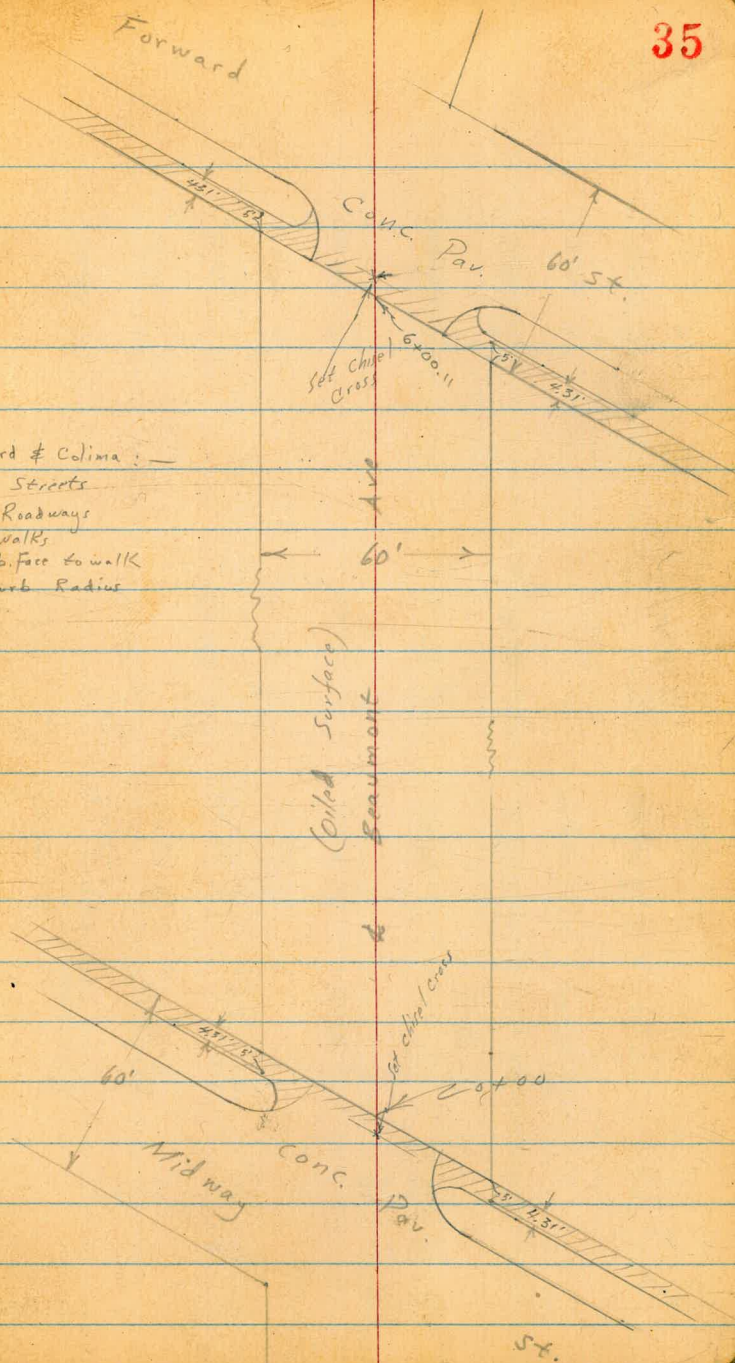 35
Forward
4.31'
Conc.
Pav.
60'
St.
Set Chisel
Cross
6+00.11
5'
4.31'
rd & Colima : —
Streets
Roadways
walks
b. Face to walk
urb Radius
Ave
60'
(Oiled Surface)
Beaumont
℄
Set chisel cross
0+00
4.31'
5'
60'
Midway
Conc.
Pav.
5'
4.31'
St.